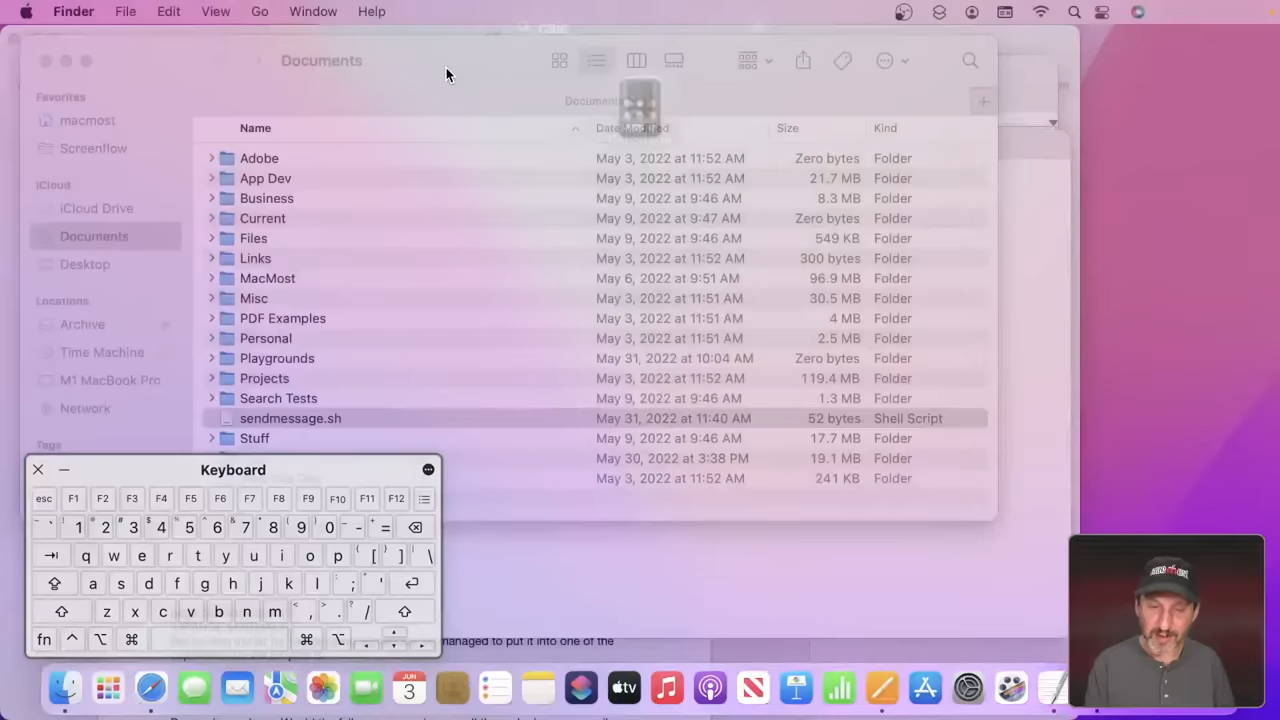 Finder File Edit View Go Window Help
Documents
Documents
Favorites
macmost
Screenflow
iCloud
iCloud Drive
Documents
Desktop
Locations
Archive
Time Machine
M1 MacBook Pro
Network
Tags
Name Date Modified Size Kind
Adobe May 3, 2022 at 11:52 AM Zero bytes Folder
App Dev May 3, 2022 at 11:52 AM 21.7 MB Folder
Business May 9, 2022 at 9:46 AM 8.3 MB Folder
Current May 9, 2022 at 9:47 AM Zero bytes Folder
Files May 9, 2022 at 9:46 AM 549 KB Folder
Links May 3, 2022 at 11:52 AM 300 bytes Folder
MacMost May 6, 2022 at 9:51 AM 96.9 MB Folder
Misc May 3, 2022 at 11:51 AM 30.5 MB Folder
PDF Examples May 3, 2022 at 11:51 AM 4 MB Folder
Personal May 3, 2022 at 11:51 AM 2.5 MB Folder
Playgrounds May 31, 2022 at 10:04 AM Zero bytes Folder
Projects May 3, 2022 at 11:52 AM 119.4 MB Folder
Search Tests May 9, 2022 at 9:46 AM 1.3 MB Folder
sendmessage.sh May 31, 2022 at 11:40 AM 52 bytes Shell Script
Stuff May 9, 2022 at 9:46 AM 17.7 MB Folder
May 30, 2022 at 3:38 PM 19.1 MB Folder
May 3, 2022 at 11:52 AM 241 KB Folder
Keyboard
esc F1 F2 F3 F4 F5 F6 F7 F8 F9 F10 F11 F12
~ ` ! 1 @ 2 # 3 $ 4 % 5 ^ 6 & 7 * 8 ( 9 ) 0 _ - + =
q w e r t y u i o p { [ } ] | \
a s d f g h j k l : ; " '
z x c v b n m < , > . ? /
fn ^ ⌥ ⌘ ⌘ ⌥
managed to put it into one of the
JUN
3
tv